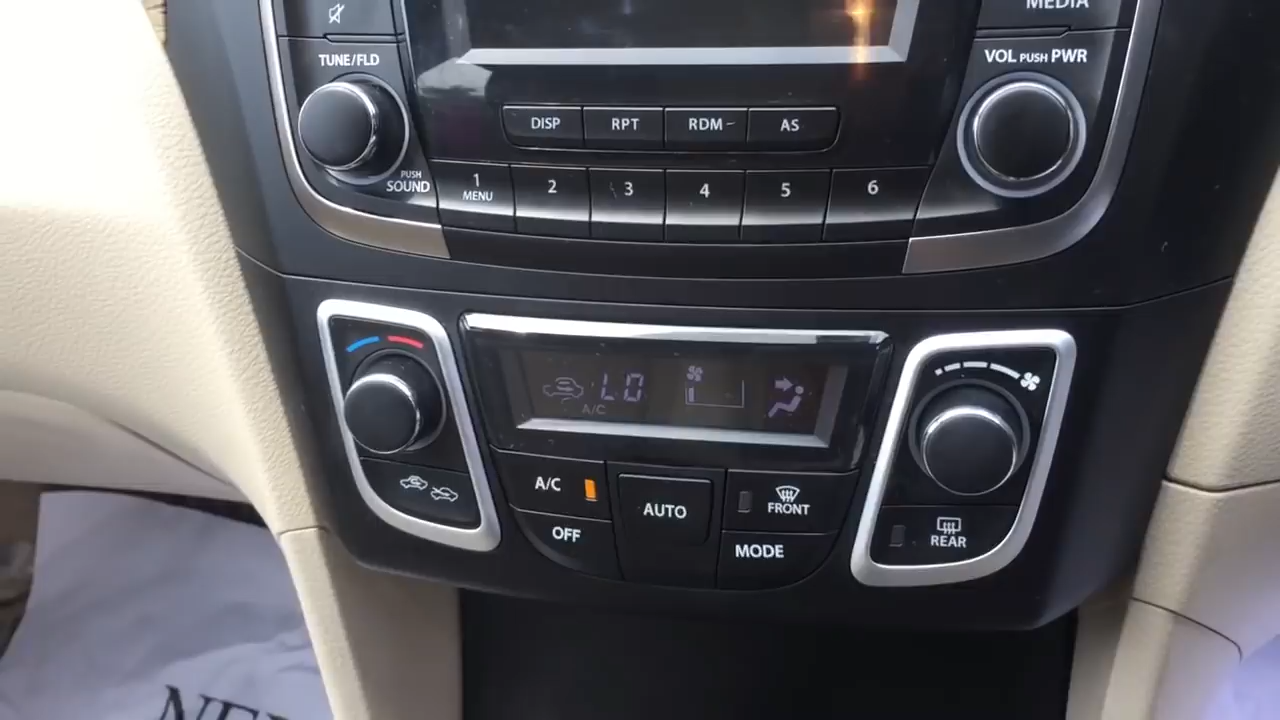 MEDIA
TUNE/FLD
VOL PUSH PWR
DISP RPT RDM AS
PUSH
SOUND
1 2 3 4 5 6
MENU
LO
A/C
A/C
AUTO
FRONT
OFF
MODE
REAR